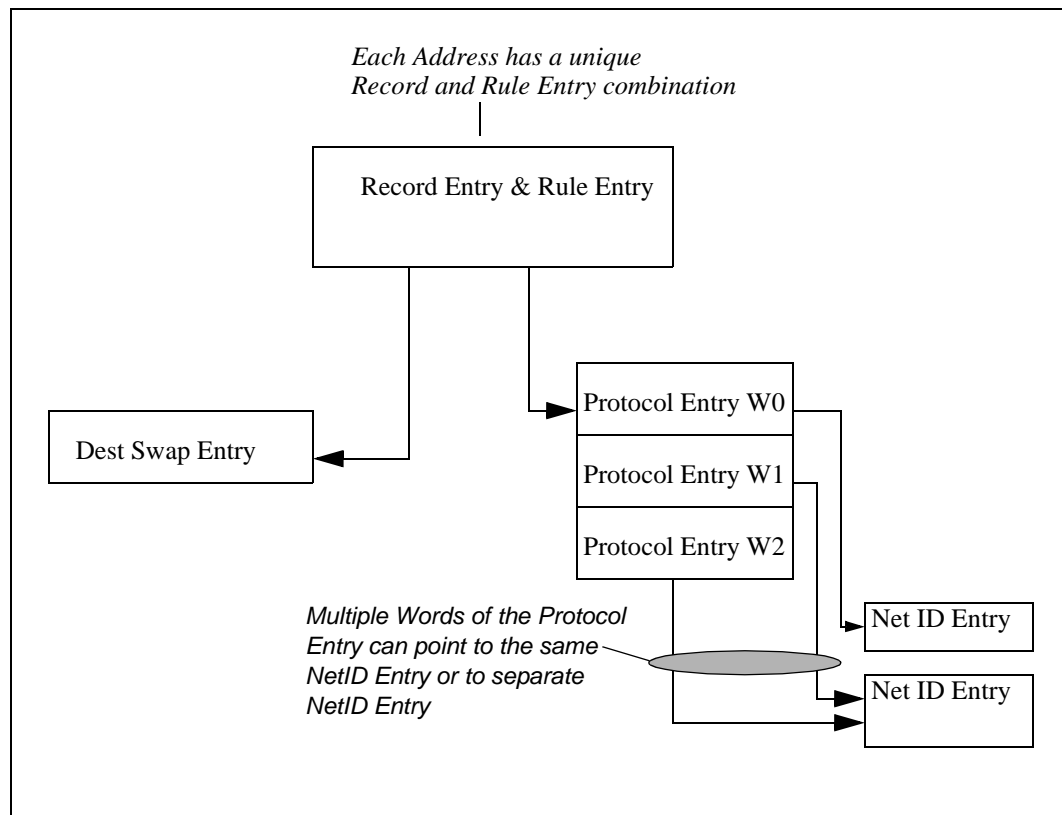 Each Address has a unique
Record and Rule Entry combination
Record Entry & Rule Entry
Dest Swap Entry
Protocol Entry W0
Protocol Entry W1
Protocol Entry W2
Multiple Words of the Protocol
Entry can point to the same
NetID Entry or to separate
NetID Entry
Net ID Entry
Net ID Entry